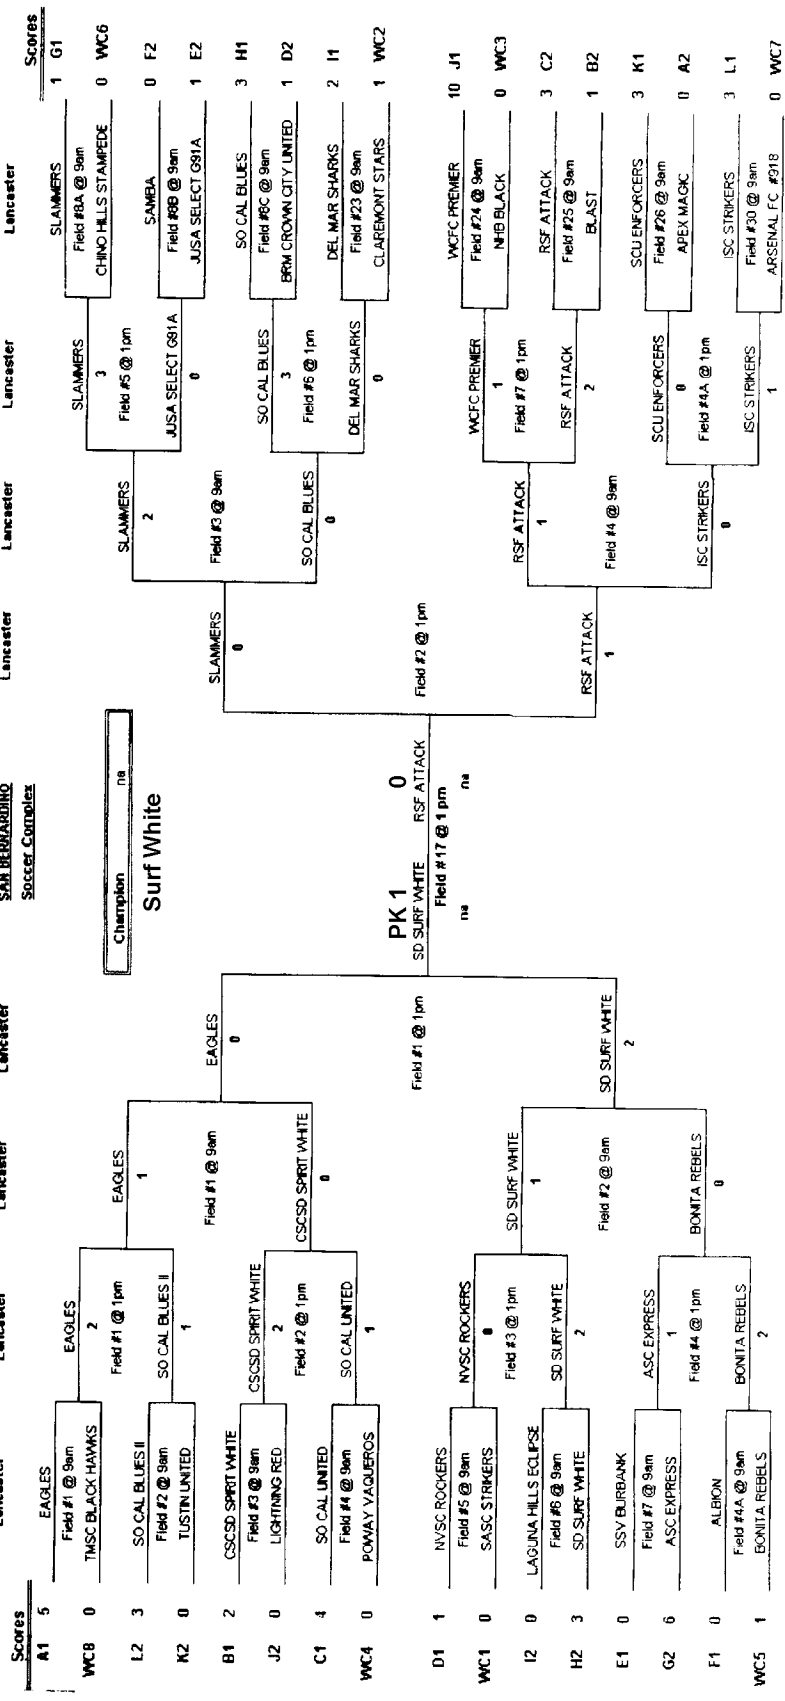 Scores
Lancaster
Lancaster
Lancaster
Lancaster
SAN BERNARDINO
Soccer Complex
Lancaster
Lancaster
Lancaster
Lancaster
Scores
A1 5 EAGLES
Field #1 @ 9am
WC8 0 TMSC BLACK HAWKS
L2 3 SO CAL BLUES II
Field #2 @ 9am
K2 0 TUSTIN UNITED
B1 2 CSCSD SPIRIT WHITE
Field #3 @ 9am
J2 0 LIGHTNING RED
C1 4 SO CAL UNITED
Field #4 @ 9am
WC4 0 POWAY VAQUEROS
D1 1 NVSC ROCKERS
Field #5 @ 9am
WC1 0 SASC STRIKERS
I2 0 LAGUNA HILLS ECLIPSE
Field #6 @ 9am
H2 3 SD SURF WHITE
E1 0 SSV BURBANK
Field #7 @ 9am
G2 6 ASC EXPRESS
F1 0 ALBION
Field #4A @ 9am
WC5 1 BONITA REBELS
EAGLES
2
Field #1 @ 1pm
SO CAL BLUES II
1
CSCSD SPIRIT WHITE
2
Field #2 @ 1pm
SO CAL UNITED
1
NVSC ROCKERS
0
Field #3 @ 1pm
SD SURF WHITE
2
ASC EXPRESS
1
Field #4 @ 1pm
BONITA REBELS
2
EAGLES
1
Field #1 @ 9am
CSCSD SPIRIT WHITE
0
SD SURF WHITE
1
Field #2 @ 9am
BONITA REBELS
0
EAGLES
0
Field #1 @ 1pm
SD SURF WHITE
2
Champion na
Surf White
PK 1 0
SD SURF WHITE RSF ATTACK
Field #17 @ 1 pm
na na
SLAMMERS
0
Field #2 @ 1pm
RSF ATTACK
1
SLAMMERS
2
Field #3 @ 9am
SO CAL BLUES
0
RSF ATTACK
1
Field #4 @ 9am
ISC STRIKERS
0
SLAMMERS
3
Field #5 @ 1pm
JUSA SELECT G91A
0
SO CAL BLUES
3
Field #6 @ 1pm
DEL MAR SHARKS
0
WCFC PREMIER
1
Field #7 @ 1pm
RSF ATTACK
2
SCU ENFORCERS
0
Field #4A @ 1pm
ISC STRIKERS
1
SLAMMERS 1 G1
Field #8A @ 9am
CHINO HILLS STAMPEDE 0 WC6
SAMBA 0 F2
Field #8B @ 9am
JUSA SELECT G91A 1 E2
SO CAL BLUES 3 H1
Field #8C @ 9am
BRM CROWN CITY UNITED 1 D2
DEL MAR SHARKS 2 I1
Field #23 @ 9am
CLAREMONT STARS 1 WC2
WCFC PREMIER 10 J1
Field #24 @ 9am
NHB BLACK 0 WC3
RSF ATTACK 3 C2
Field #25 @ 9am
BLAST 1 B2
SCU ENFORCERS 3 K1
Field #26 @ 9am
APEX MAGIC 0 A2
ISC STRIKERS 3 L1
Field #30 @ 9am
ARSENAL FC #918 0 WC7